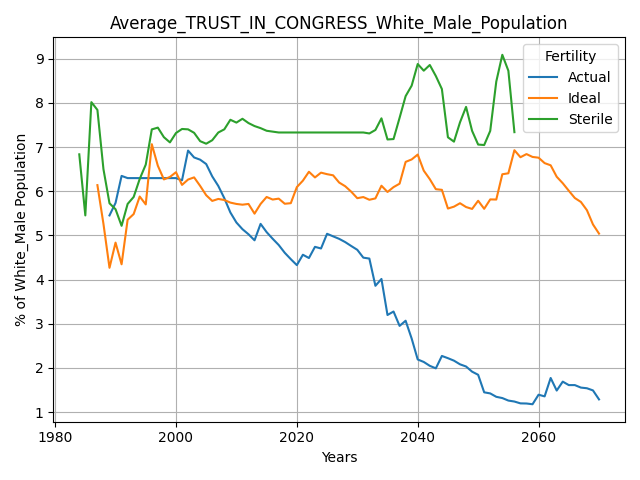 Average_TRUST_IN_CONGRESS_White_Male_Population
% of White_Male Population
9
8
7
6
5
4
3
2
1
Fertility
Actual
Ideal
Sterile
1980 2000 2020 2040 2060
Years